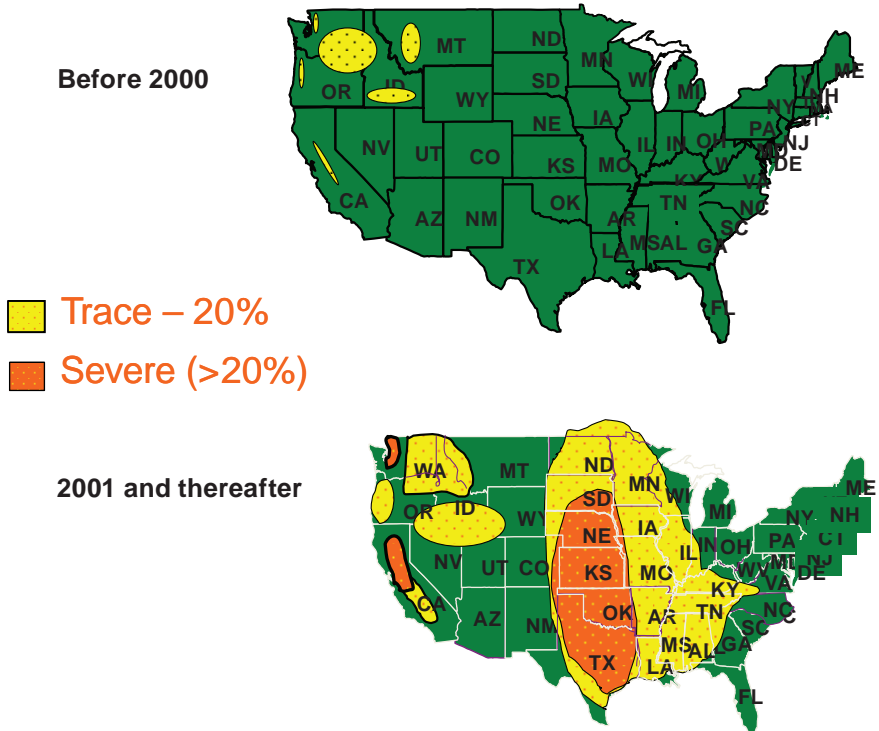 Before 2000
MT
ND
MN
ME
OR
ID
WY
SD
WI
MI
NY
NH
NE
IA
PA
NJ
NV
UT
CO
IL
IN
OH
DE
KS
MO
KY
VA
CA
AZ
NM
OK
AR
TN
NC
SC
TX
LA
MS
AL
GA
FL
Trace – 20%
Severe (>20%)
2001 and thereafter
WA
MT
ND
MN
ME
OR
ID
WY
SD
WI
MI
NY
NH
NE
IA
PA
CT
NV
UT
CO
IL
IN
OH
NJ
MD
DE
KS
MO
WV
VA
KY
CA
AZ
NM
OK
AR
TN
NC
SC
TX
LA
MS
AL
GA
FL